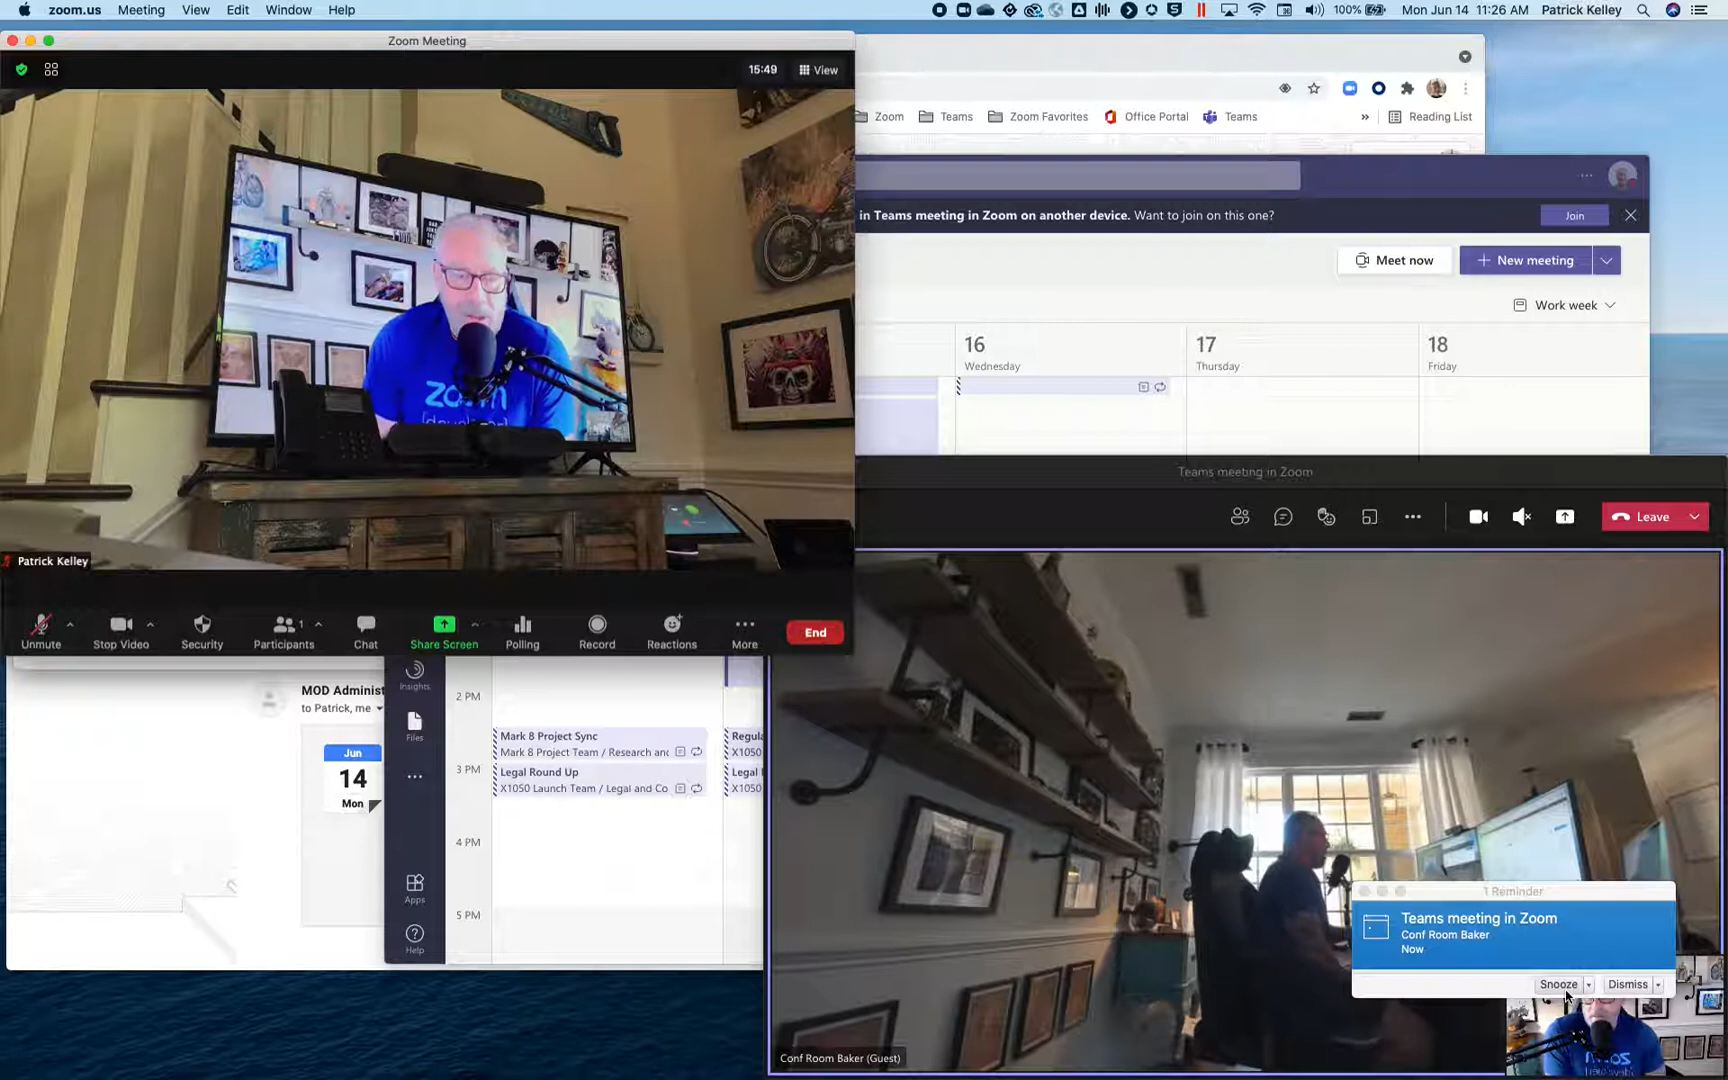 zoom.us Meeting View Edit Window Help
100% Mon Jun 14 11:26 AM Patrick Kelley
Zoom Meeting
15:49 View
Zoom Teams Zoom Favorites Office Portal Teams » Reading List
in Teams meeting in Zoom on another device. Want to join on this one? Join
Meet now + New meeting
Work week
16 17 18
Wednesday Thursday Friday
zoom
[developer]
Patrick Kelley
Teams meeting in Zoom
Leave
Unmute Stop Video Security Participants 1 Chat Share Screen Polling Record Reactions More End
MOD Administ
to Patrick, me
Jun
14
Mon
Insights
Files
Apps
Help
2 PM
3 PM
4 PM
5 PM
Mark 8 Project Sync
Mark 8 Project Team / Research and
Legal Round Up
X1050 Launch Team / Legal and Co
Regula
X1050
Legal
X1050
1 Reminder
Teams meeting in Zoom
Conf Room Baker
Now
Snooze Dismiss
Conf Room Baker (Guest)